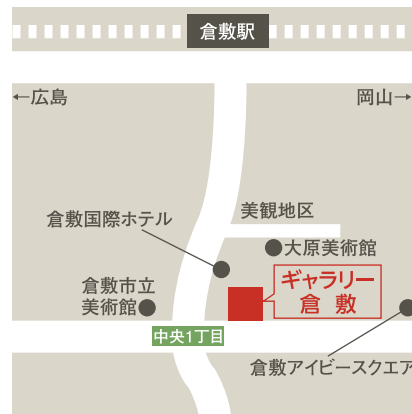 倉敷駅
←広島
岡山→
美観地区
倉敷国際ホテル
大原美術館
ギャラリー
倉敷
倉敷市立
美術館
中央1丁目
倉敷アイビースクエア